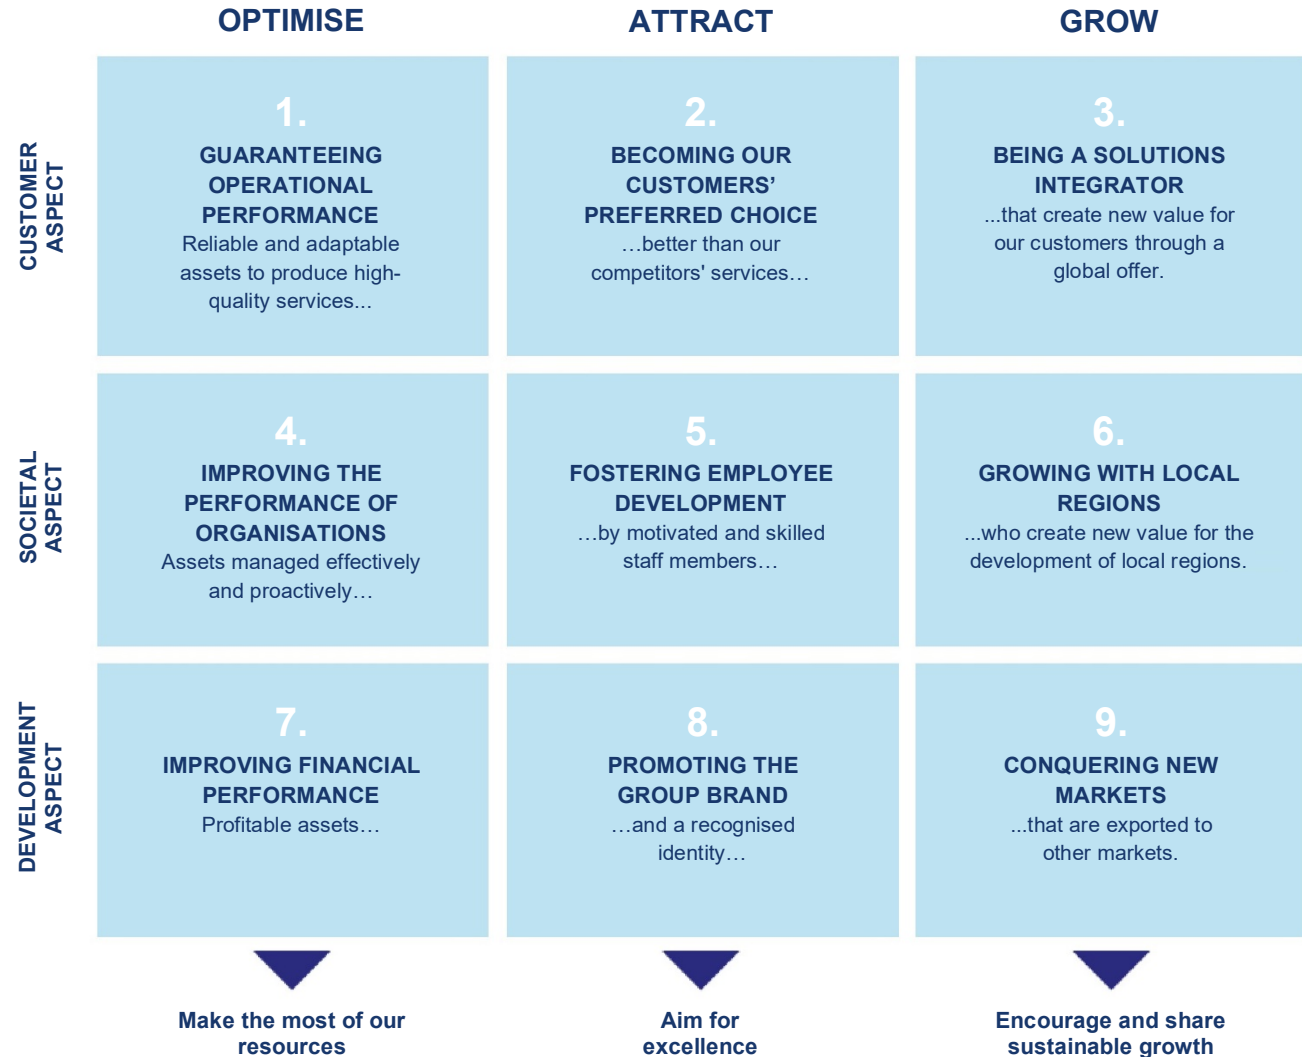 OPTIMISE
ATTRACT
GROW
CUSTOMER
ASPECT
1.
GUARANTEEING
OPERATIONAL
PERFORMANCE
Reliable and adaptable
assets to produce high-
quality services...
2.
BECOMING OUR
CUSTOMERS’
PREFERRED CHOICE
…better than our
competitors' services…
3.
BEING A SOLUTIONS
INTEGRATOR
...that create new value for
our customers through a
global offer.
SOCIETAL
ASPECT
4.
IMPROVING THE
PERFORMANCE OF
ORGANISATIONS
Assets managed effectively
and proactively…
5.
FOSTERING EMPLOYEE
DEVELOPMENT
…by motivated and skilled
staff members…
6.
GROWING WITH LOCAL
REGIONS
...who create new value for the
development of local regions.
DEVELOPMENT
ASPECT
7.
IMPROVING FINANCIAL
PERFORMANCE
Profitable assets…
8.
PROMOTING THE
GROUP BRAND
…and a recognised
identity…
9.
CONQUERING NEW
MARKETS
...that are exported to
other markets.
Make the most of our
resources
Aim for
excellence
Encourage and share
sustainable growth